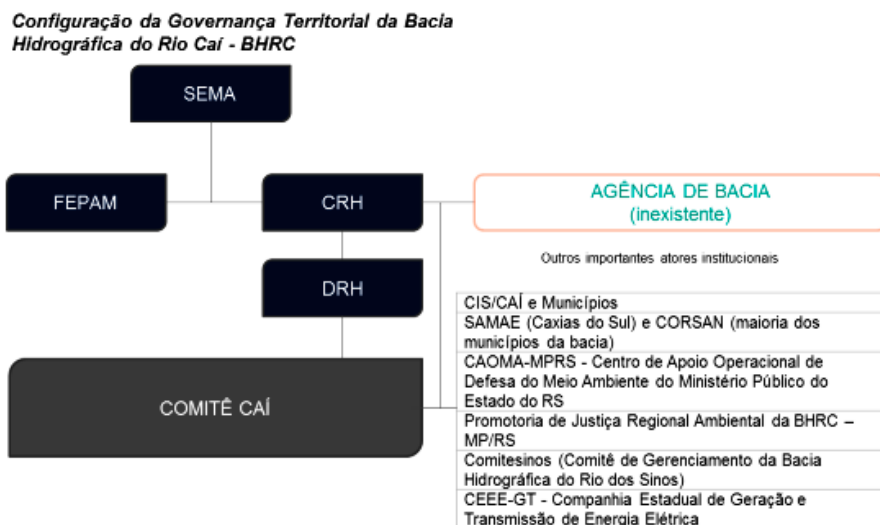 Configuração da Governança Territorial da Bacia
Hidrográfica do Rio Caí - BHRC
SEMA
FEPAM
CRH
AGÊNCIA DE BACIA
(inexistente)
Outros importantes atores institucionais
DRH
CIS/CAÍ e Municípios
SAMAE (Caxias do Sul) e CORSAN (maioria dos
municípios da bacia)
CAOMA-MPRS - Centro de Apoio Operacional de
Defesa do Meio Ambiente do Ministério Público do
Estado do RS
COMITÊ CAÍ
Promotoria de Justiça Regional Ambiental da BHRC –
MP/RS
Comitesinos (Comitê de Gerenciamento da Bacia
Hidrográfica do Rio dos Sinos)
CEEE-GT - Companhia Estadual de Geração e
Transmissão de Energia Elétrica